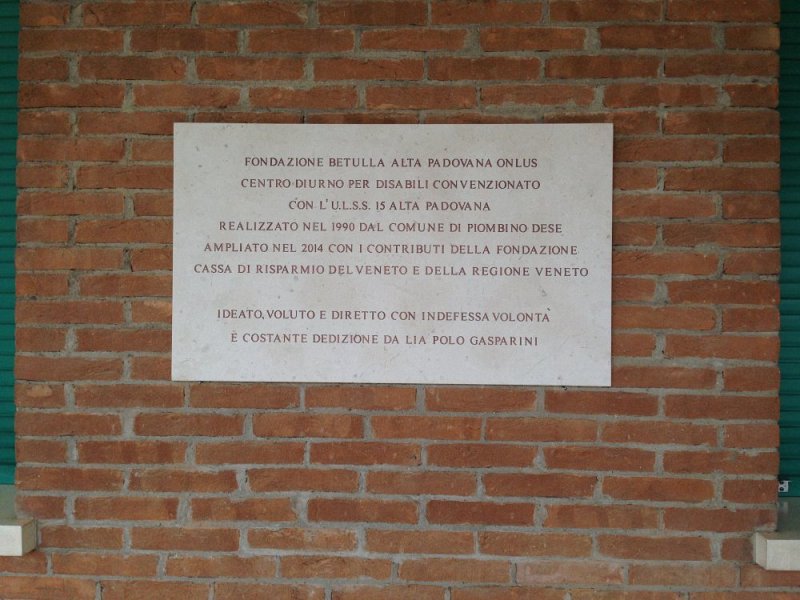 FONDAZIONE BETULLA ALTA PADOVANA ONLUS
CENTRO DIURNO PER DISABILI CONVENZIONATO
CON L'U.L.S.S. 15 ALTA PADOVANA
REALIZZATO NEL 1990 DAL COMUNE DI PIOMBINO DESE
AMPLIATO NEL 2014 CON I CONTRIBUTI DELLA FONDAZIONE
CASSA DI RISPARMIO DEL VENETO E DELLA REGIONE VENETO
IDEATO, VOLUTO E DIRETTO CON INDEFESSA VOLONTÀ
E COSTANTE DEDIZIONE DA LIA POLO GASPARINI